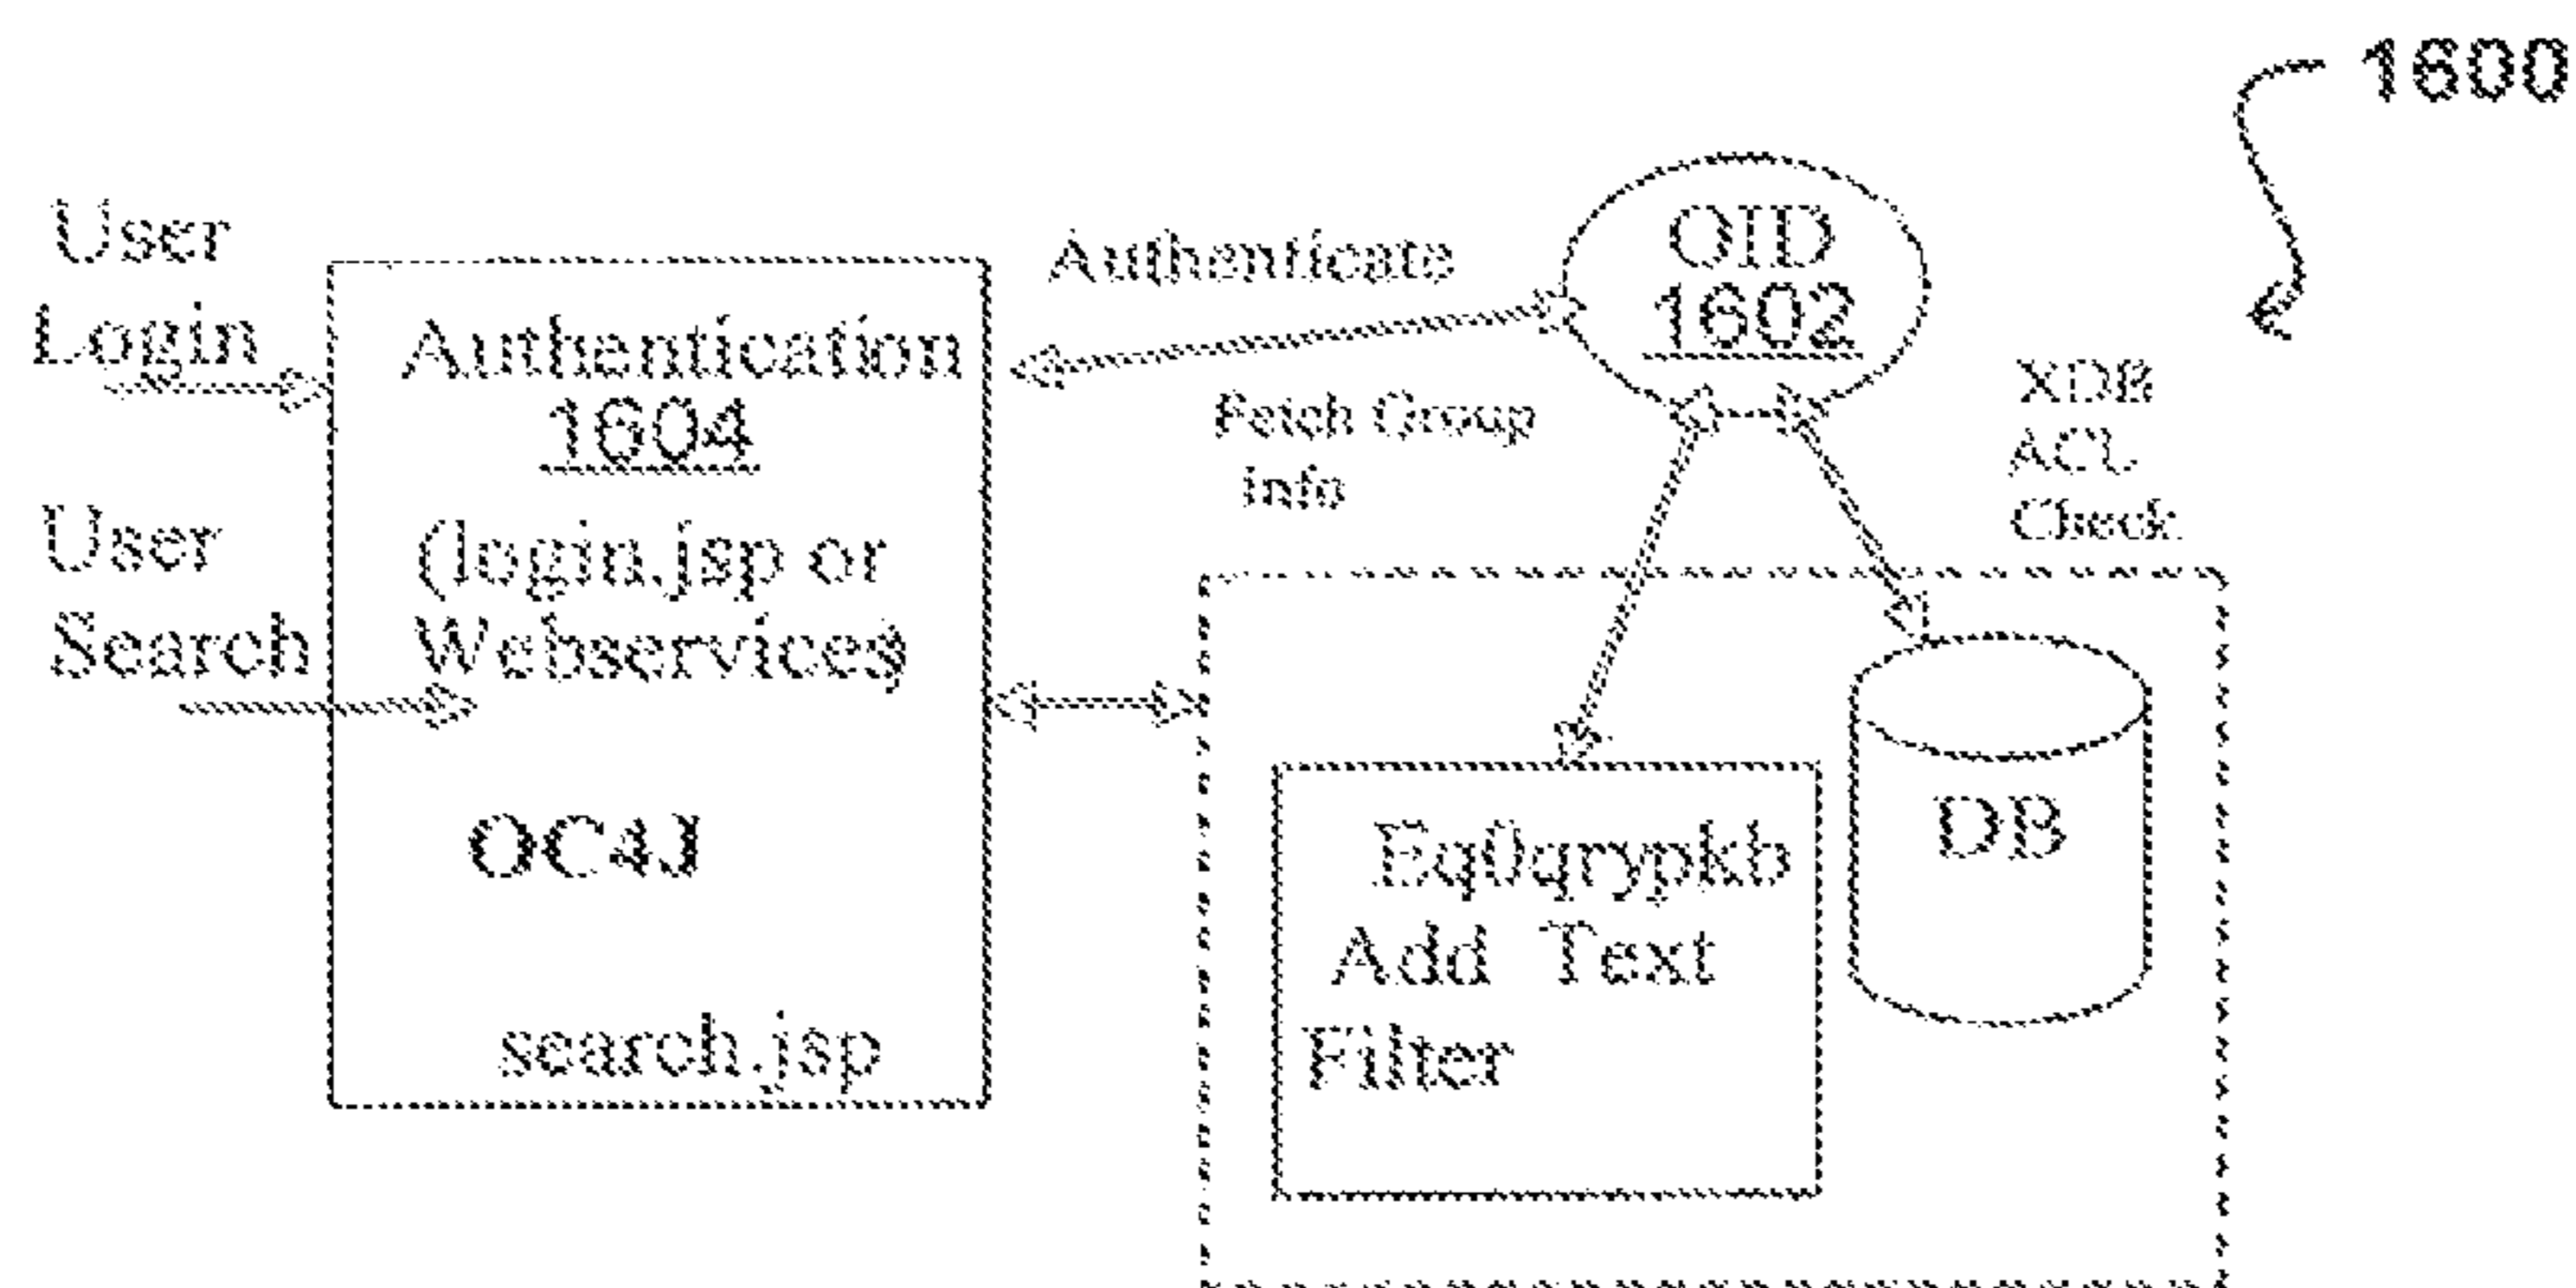 1600
User
Login
User
Search
Authentication
1604
(login.jsp or
Webservices)
OC4J
search.jsp
Authenticate
OID
1602
Fetch Group
info
XDB
ACL
Check
Eq0qrypkb
Add Text
Filter
DB